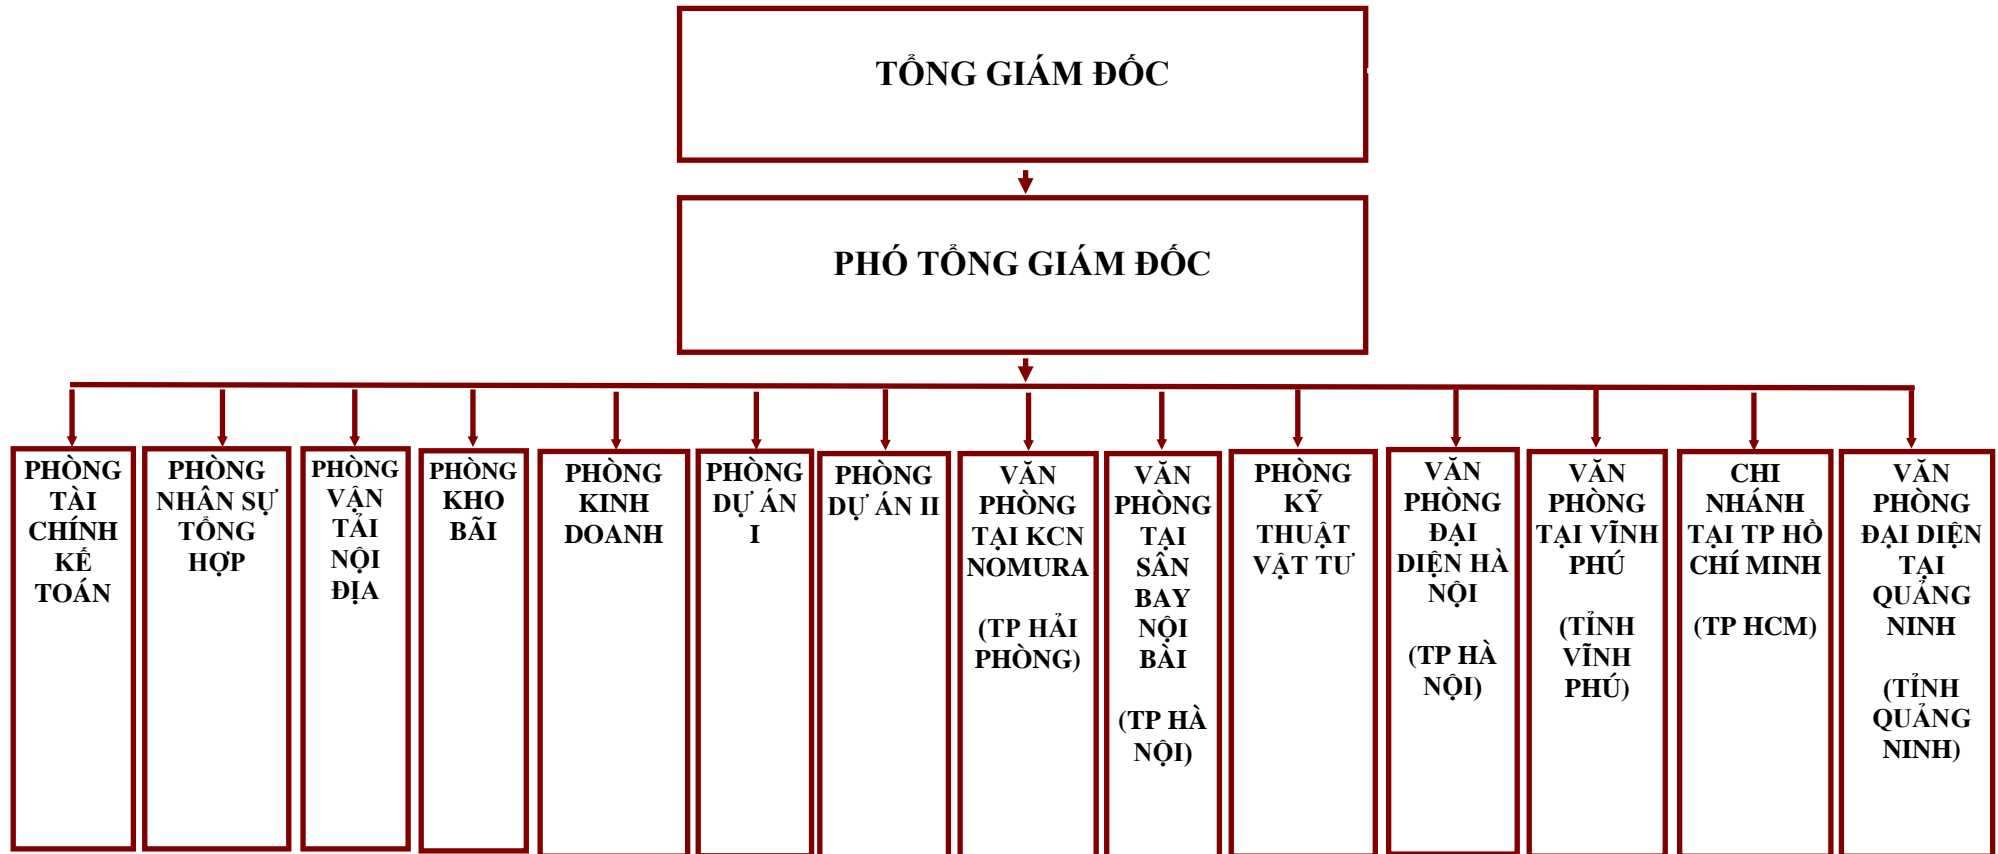 TỔNG GIÁM ĐỐC
PHÓ TỔNG GIÁM ĐỐC
PHÒNG
TÀI
CHÍNH
KẾ
TOÁN
PHÒNG
NHÂN SỰ
TỔNG
HỢP
PHÒNG
VẬN
TẢI
NỘI
ĐỊA
PHÒNG
KHO
BÃI
PHÒNG
KINH
DOANH
PHÒNG
DỰ ÁN
I
PHÒNG
DỰ ÁN II
VĂN
PHÒNG
TẠI KCN
NOMURA
(TP HẢI
PHÒNG)
VĂN
PHÒNG
TẠI
SÂN
BAY
NỘI
BÀI
(TP HÀ
NỘI)
PHÒNG
KỸ
THUẬT
VẬT TƯ
VĂN
PHÒNG
ĐẠI
DIỆN HÀ
NỘI
(TP HÀ
NỘI)
VĂN
PHÒNG
TẠI VĨNH
PHÚ
(TỈNH
VĨNH
PHÚ)
CHI
NHÁNH
TẠI TP HỒ
CHÍ MINH
(TP HCM)
VĂN
PHÒNG
ĐẠI DIỆN
TẠI
QUẢNG
NINH
(TỈNH
QUẢNG
NINH)